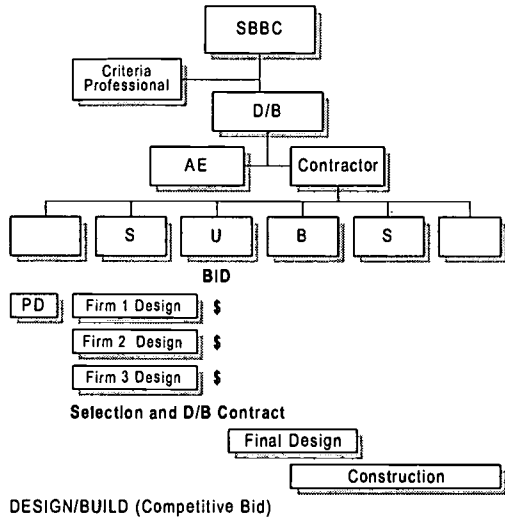 SBBC
Criteria
Professional
D/B
AE
Contractor
S U B S
BID
PD Firm 1 Design $
Firm 2 Design $
Firm 3 Design $
Selection and D/B Contract
Final Design
Construction
DESIGN/BUILD (Competitive Bid)